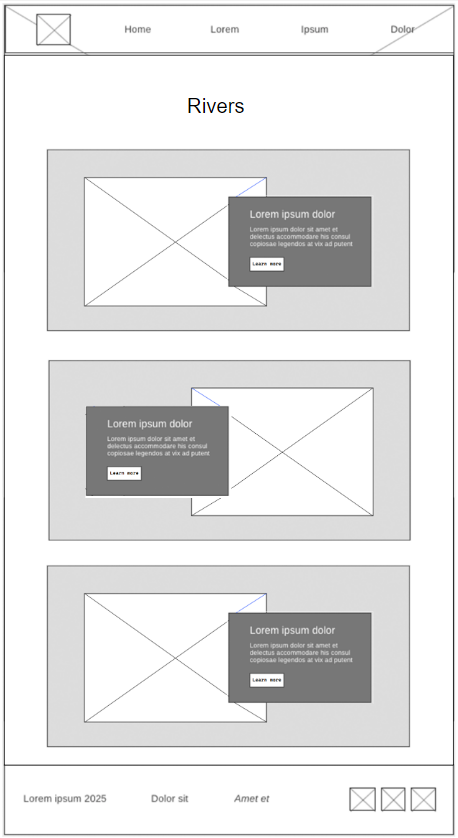 Home Lorem Ipsum Dolor
Rivers
Lorem ipsum dolor
Lorem ipsum dolor sit amet et
delectus accommodare his consul
copiosae legendos at vix ad putent
Learn more
Lorem ipsum dolor
Lorem ipsum dolor sit amet et
delectus accommodare his consul
copiosae legendos at vix ad putent
Learn more
Lorem ipsum dolor
Lorem ipsum dolor sit amet et
delectus accommodare his consul
copiosae legendos at vix ad putent
Learn more
Lorem ipsum 2025 Dolor sit Amet et